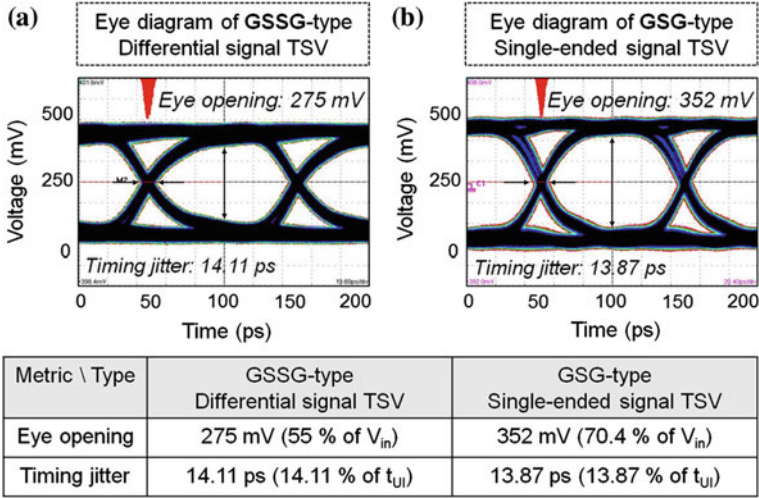 (a)
Eye diagram of GSSG-type
Differential signal TSV
Eye opening: 275 mV
Voltage (mV)
500
250
0
Timing jitter: 14.11 ps
0
50
100
150
200
Time (ps)
(b)
Eye diagram of GSG-type
Single-ended signal TSV
Eye opening: 352 mV
Voltage (mV)
500
250
0
C1
Timing jitter: 13.87 ps
0
50
100
150
200
Time (ps)
Metric \ Type
GSSG-type
Differential signal TSV
GSG-type
Single-ended signal TSV
Eye opening
275 mV (55 % of Vin)
352 mV (70.4 % of Vin)
Timing jitter
14.11 ps (14.11 % of tUI)
13.87 ps (13.87 % of tUI)